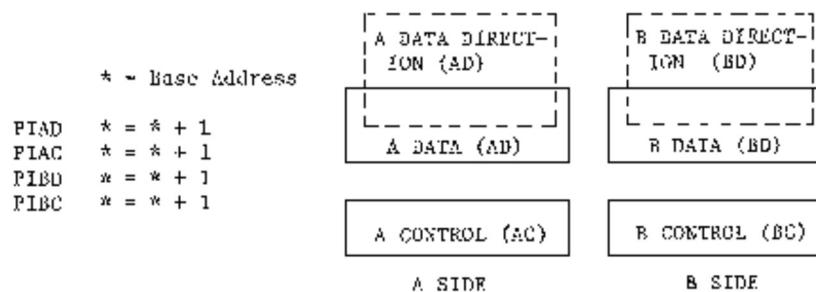 * = Base Address
PIAD * = * + 1
PIAC * = * + 1
PIBD * = * + 1
PIBC * = * + 1
A DATA DIRECT-
ION (AD)
A DATA (AD)
A CONTROL (AC)
A SIDE
B DATA DIRECT-
ION (BD)
B DATA (BD)
B CONTROL (BC)
B SIDE